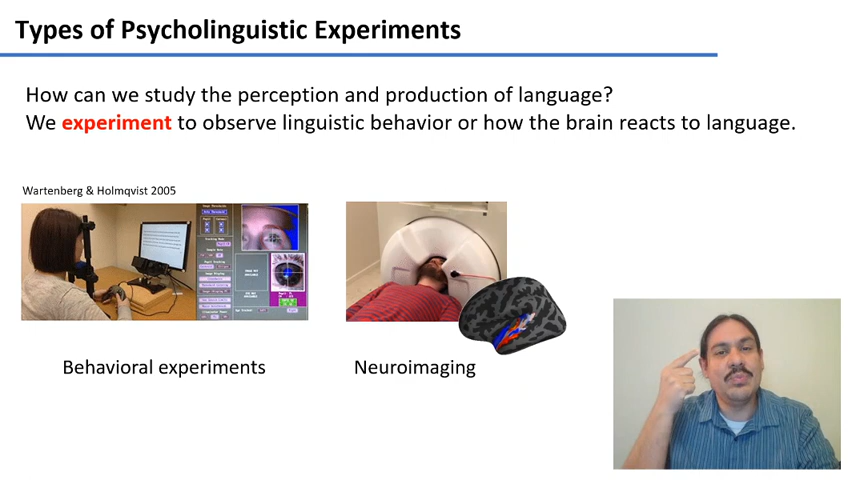 Types of Psycholinguistic Experiments
How can we study the perception and production of language?
We experiment to observe linguistic behavior or how the brain reacts to language.
Wartenberg & Holmqvist 2005
Behavioral experiments
Neuroimaging